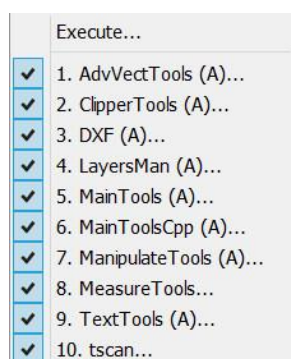 Execute...
1. AdvVectTools (A)...
2. ClipperTools (A)...
3. DXF (A)...
4. LayersMan (A)...
5. MainTools (A)...
6. MainToolsCpp (A)...
7. ManipulateTools (A)...
8. MeasureTools...
9. TextTools (A)...
10. tscan...